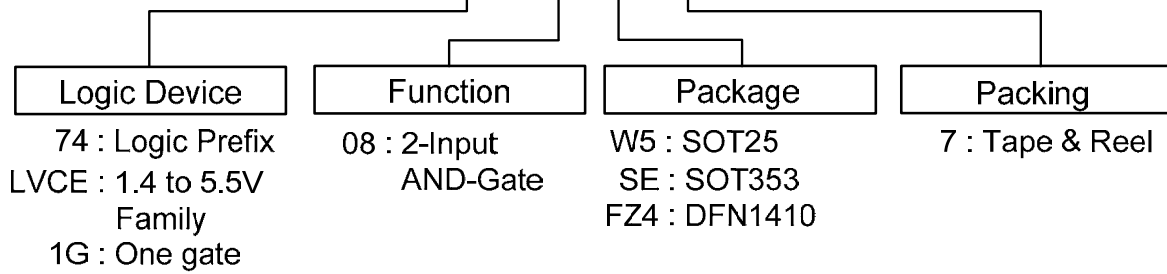 Logic Device
74 : Logic Prefix
LVCE : 1.4 to 5.5V
Family
1G : One gate
Function
08 : 2-Input
AND-Gate
Package
W5 : SOT25
SE : SOT353
FZ4 : DFN1410
Packing
7 : Tape & Reel